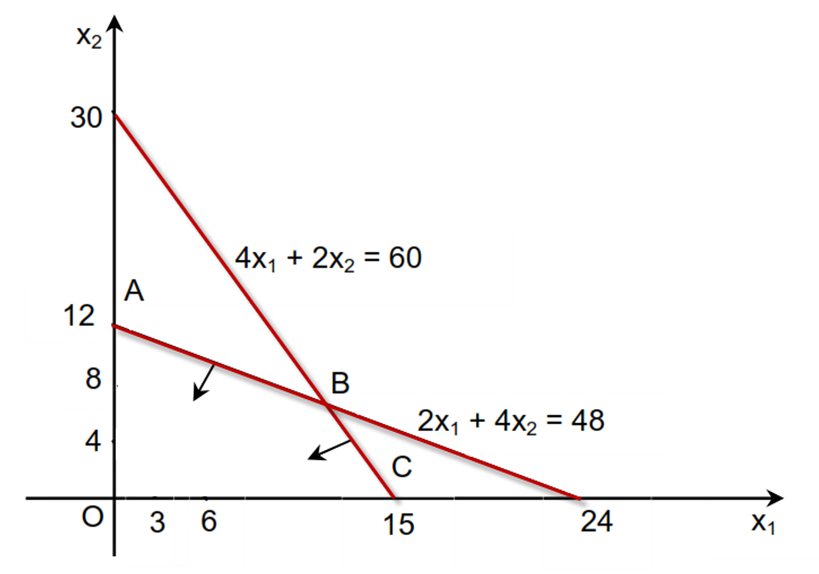 x₂
30
4x₁ + 2x₂ = 60
A
12
8
B
2x₁ + 4x₂ = 48
4
C
O 3 6 15 24 x₁